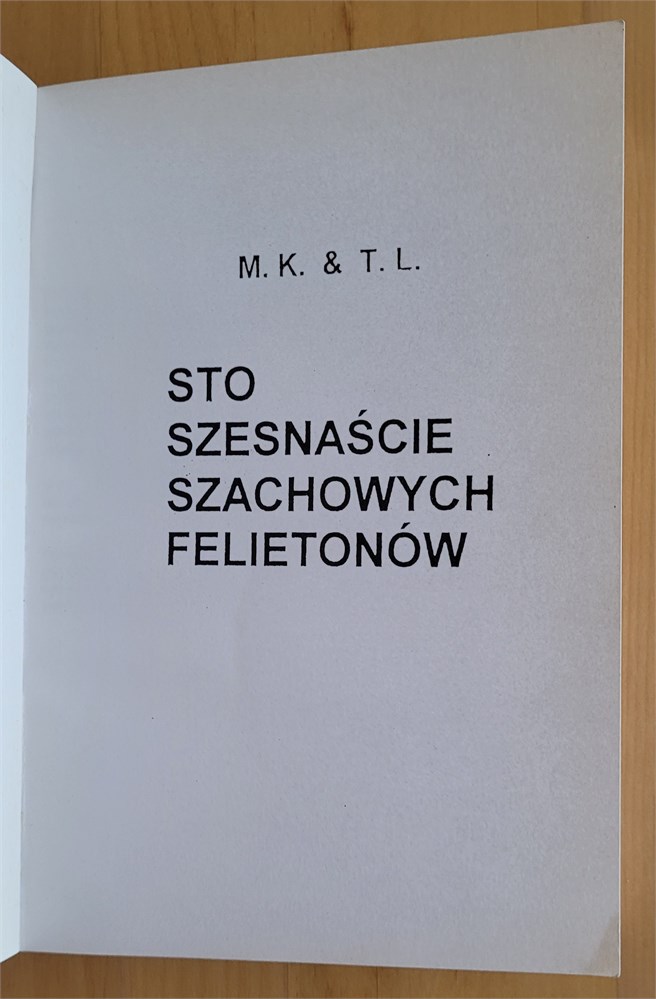 M. K. & T. L.
STO
SZESNAŚCIE
SZACHOWYCH
FELIETONÓW